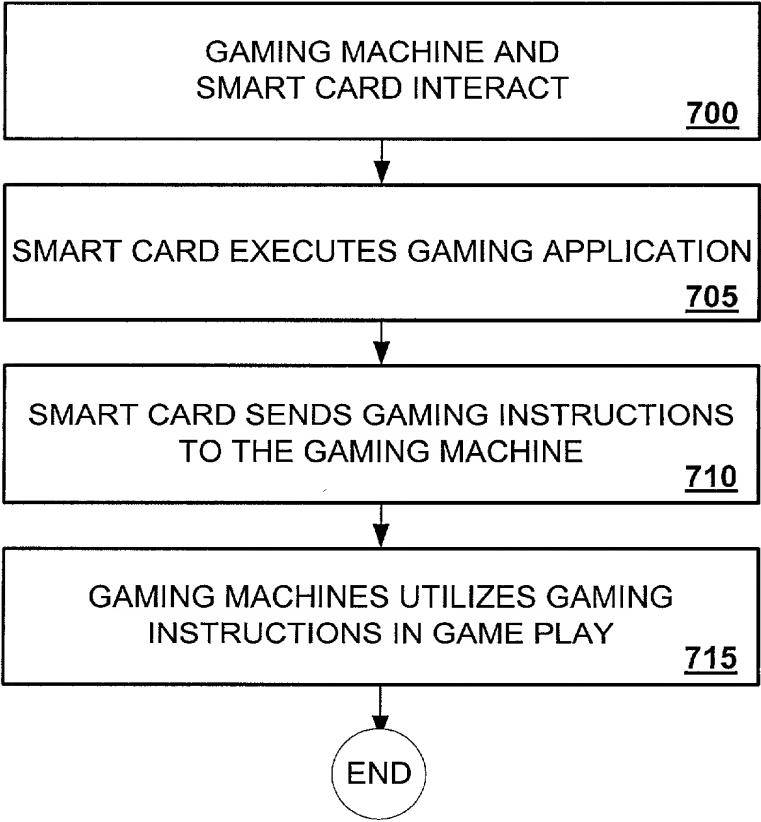 GAMING MACHINE AND
SMART CARD INTERACT
700
SMART CARD EXECUTES GAMING APPLICATION
705
SMART CARD SENDS GAMING INSTRUCTIONS
TO THE GAMING MACHINE
710
GAMING MACHINES UTILIZES GAMING
INSTRUCTIONS IN GAME PLAY
715
END